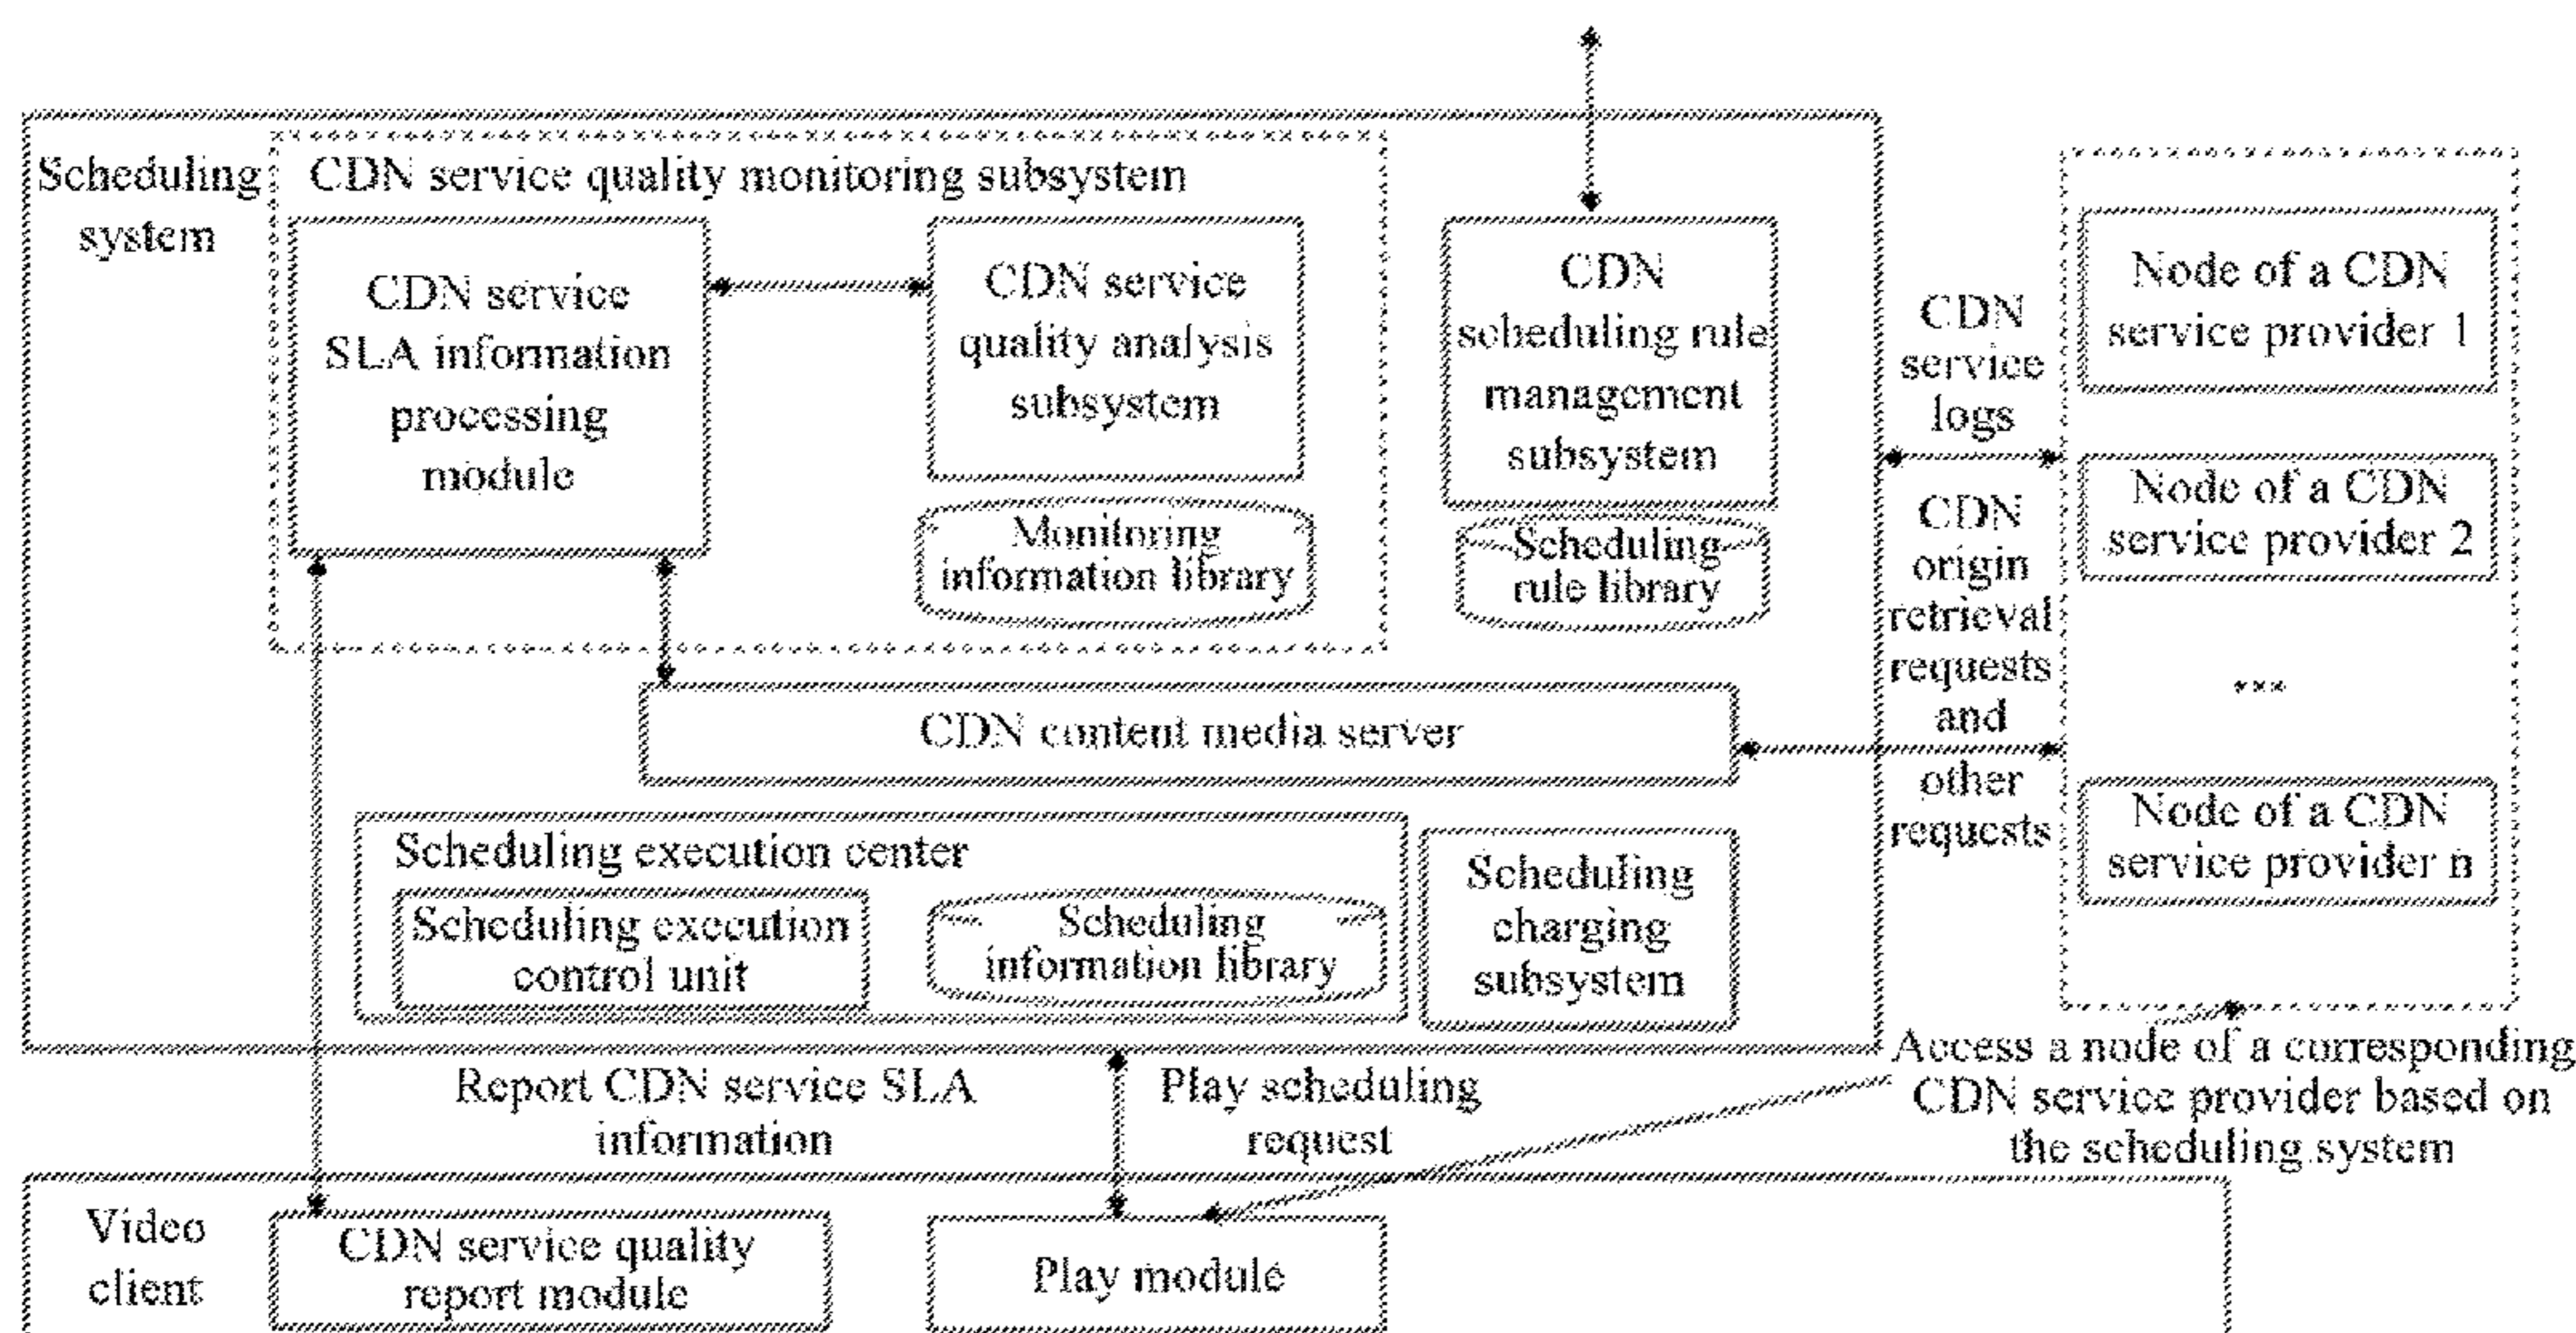 Scheduling
system
CDN service quality monitoring subsystem
CDN service
SLA information
processing
module
CDN service
quality analysis
subsystem
Monitoring
information library
CDN
scheduling rule
management
subsystem
Scheduling
rule library
CDN
service
logs
CDN
origin
retrieval
requests
and
other
requests
Node of a CDN
service provider 1
Node of a CDN
service provider 2
...
Node of a CDN
service provider n
CDN content media server
Scheduling execution center
Scheduling execution
control unit
Scheduling
information library
Scheduling
charging
subsystem
Report CDN service SLA
information
Play scheduling
request
Access a node of a corresponding
CDN service provider based on
the scheduling system
Video
client
CDN service quality
report module
Play module